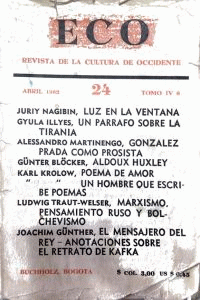 ECO
REVISTA DE LA CULTURA DE OCCIDENTE
ABRIL 1962
24
TOMO IV 6
JURIY NAGIBIN, LUZ EN LA VENTANA
GYULA ILLYES, UN PARRAFO SOBRE LA
TIRANIA
ALESSANDRO MARTINENGO, GONZALEZ
PRADA COMO PROSISTA
GÜNTER BLÖCKER, ALDOUX HUXLEY
KARL KROLOW, POEMA DE AMOR
" " UN HOMBRE QUE ESCRI-
BE POEMAS
LUDWIG TRAUT-WELSER, MARXISMO,
PENSAMIENTO RUSO Y BOL-
CHEVISMO
JOACHIM GÜNTHER, EL MENSAJERO DEL
REY - ANOTACIONES SOBRE
EL RETRATO DE KAFKA
BUCHHOLZ, BOGOTA
$ COL. 3,00 US $ 0.45